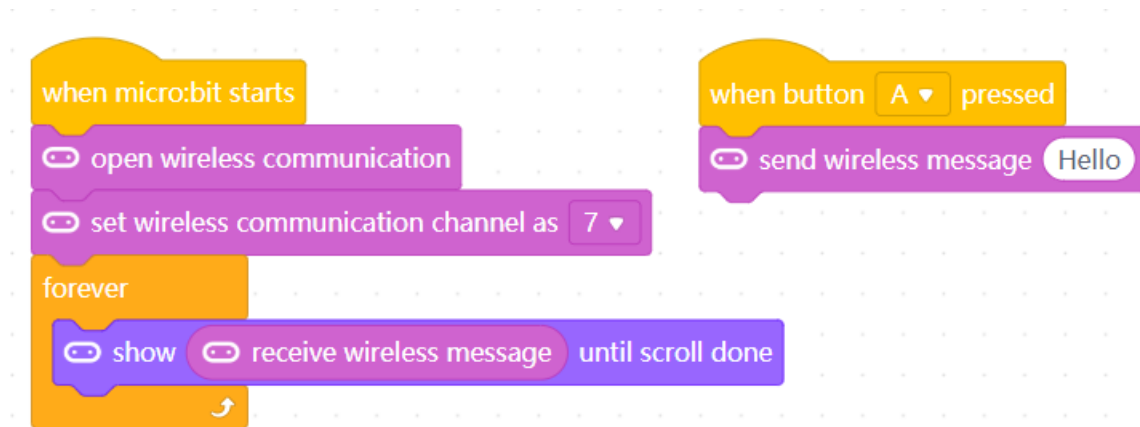 when micro:bit starts
open wireless communication
set wireless communication channel as 7
forever
show receive wireless message until scroll done
when button A pressed
send wireless message Hello